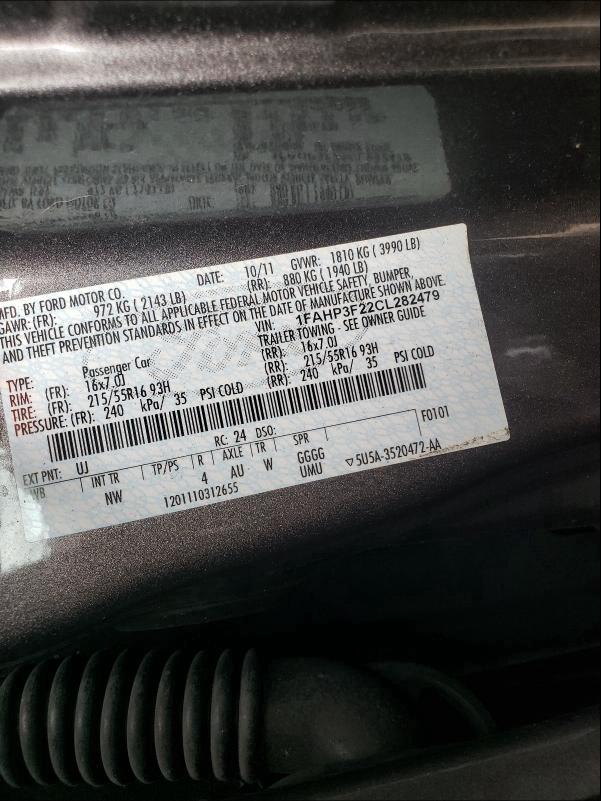 MFD. BY FORD MOTOR CO.
DATE: 10/11 GVWR: 1810 KG ( 3990 LB)
GAWR: (FR): 972 KG ( 2143 LB) (RR): 880 KG ( 1940 LB)
THIS VEHICLE CONFORMS TO ALL APPLICABLE FEDERAL MOTOR VEHICLE SAFETY, BUMPER,
AND THEFT PREVENTION STANDARDS IN EFFECT ON THE DATE OF MANUFACTURE SHOWN ABOVE.
VIN: 1FAHP3F22CL282479
TYPE: Passenger Car TRAILER TOWING - SEE OWNER GUIDE
RIM: (FR): 16x7.0J (RR): 16x7.0J
TIRE: (FR): 215/55R16 93H (RR): 215/55R16 93H
PRESSURE: (FR): 240 kPa/ 35 PSI COLD (RR): 240 kPa/ 35 PSI COLD
F0101
EXT PNT: UJ RC: 24 DSO:
WB INT TR TP/PS R AXLE TR SPR
NW 4 AU W GGGG
UMU
1201110312655
▽5U5A-3520472-AA